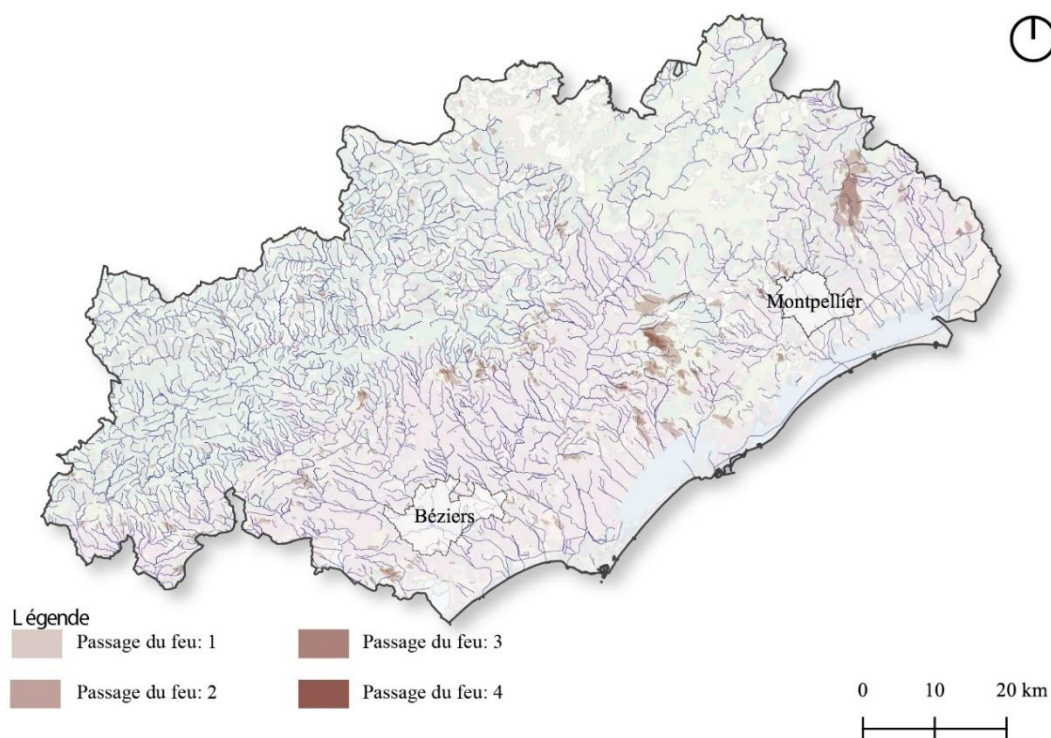 Montpellier
Béziers
Légende
Passage du feu: 1
Passage du feu: 3
Passage du feu: 2
Passage du feu: 4
0 10 20 km